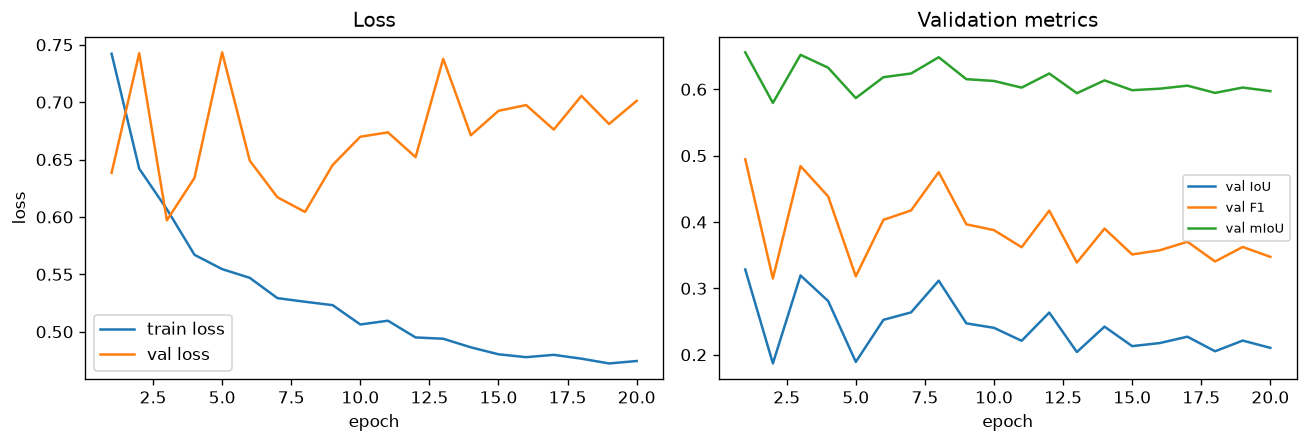 Loss
0.75
0.70
0.65
0.60
0.55
0.50
loss
train loss
val loss
2.5 5.0 7.5 10.0 12.5 15.0 17.5 20.0
epoch
Validation metrics
0.6
0.5
0.4
0.3
0.2
val IoU
val F1
val mIoU
2.5 5.0 7.5 10.0 12.5 15.0 17.5 20.0
epoch